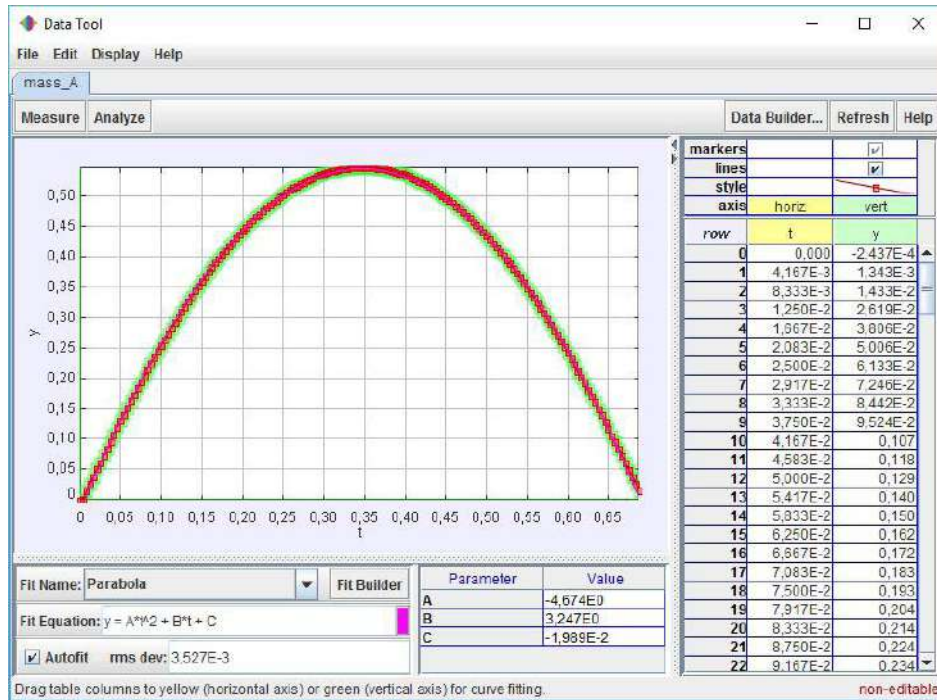 Data Tool
File Edit Display Help
mass_A
Measure Analyze Data Builder... Refresh Help
0,50
0,45
0,40
0,35
0,30
0,25
0,20
0,15
0,10
0,05
0
y
0 0,05 0,10 0,15 0,20 0,25 0,30 0,35 0,40 0,45 0,50 0,55 0,60 0,65
t
markers
lines
style
axis horiz vert
row t y
0 0,000 -2,437E-4
1 4,167E-3 1,343E-3
2 8,333E-3 1,433E-2
3 1,250E-2 2,619E-2
4 1,667E-2 3,806E-2
5 2,083E-2 5,006E-2
6 2,500E-2 6,133E-2
7 2,917E-2 7,246E-2
8 3,333E-2 8,442E-2
9 3,750E-2 9,524E-2
10 4,167E-2 0,107
11 4,583E-2 0,118
12 5,000E-2 0,129
13 5,417E-2 0,140
14 5,833E-2 0,150
15 6,250E-2 0,162
16 6,667E-2 0,172
17 7,083E-2 0,183
18 7,500E-2 0,193
19 7,917E-2 0,204
20 8,333E-2 0,214
21 8,750E-2 0,224
22 9,167E-2 0,234
Fit Name: Parabola Fit Builder
Fit Equation: y = A*t^2 + B*t + C
Autofit rms dev: 3,527E-3
Parameter Value
A -4,674E0
B 3,247E0
C -1,989E-2
Drag table columns to yellow (horizontal axis) or green (vertical axis) for curve fitting. non-editable